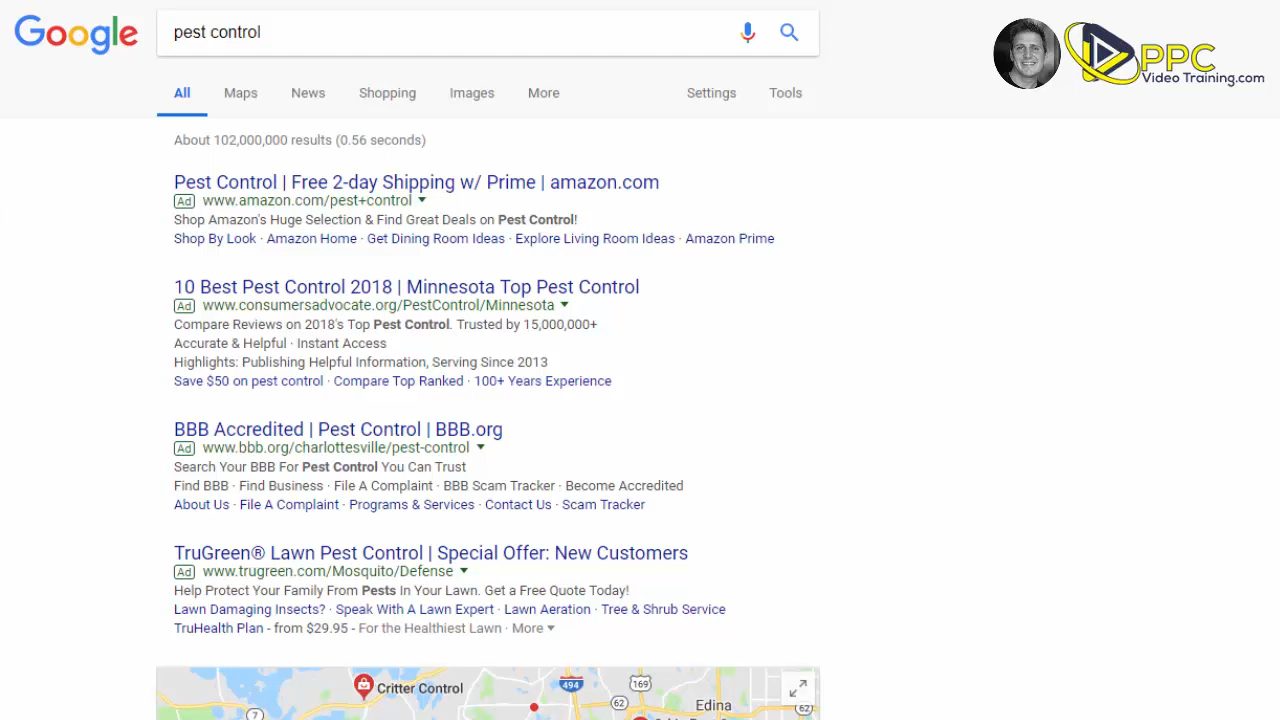 Google
pest control
PPC
Video Training.com
All Maps News Shopping Images More Settings Tools
About 102,000,000 results (0.56 seconds)
Pest Control | Free 2-day Shipping w/ Prime | amazon.com
Ad www.amazon.com/pest+control
Shop Amazon's Huge Selection & Find Great Deals on Pest Control!
Shop By Look · Amazon Home · Get Dining Room Ideas · Explore Living Room Ideas · Amazon Prime
10 Best Pest Control 2018 | Minnesota Top Pest Control
Ad www.consumersadvocate.org/PestControl/Minnesota
Compare Reviews on 2018's Top Pest Control. Trusted by 15,000,000+
Accurate & Helpful · Instant Access
Highlights: Publishing Helpful Information, Serving Since 2013
Save $50 on pest control · Compare Top Ranked · 100+ Years Experience
BBB Accredited | Pest Control | BBB.org
Ad www.bbb.org/charlottesville/pest-control
Search Your BBB For Pest Control You Can Trust
Find BBB · Find Business · File A Complaint · BBB Scam Tracker · Become Accredited
About Us · File A Complaint · Programs & Services · Contact Us · Scam Tracker
TruGreen® Lawn Pest Control | Special Offer: New Customers
Ad www.trugreen.com/Mosquito/Defense
Help Protect Your Family From Pests In Your Lawn. Get a Free Quote Today!
Lawn Damaging Insects? · Speak With A Lawn Expert · Lawn Aeration · Tree & Shrub Service
TruHealth Plan - from $29.95 - For the Healthiest Lawn · More
Critter Control
494
169
62
Edina
62
7